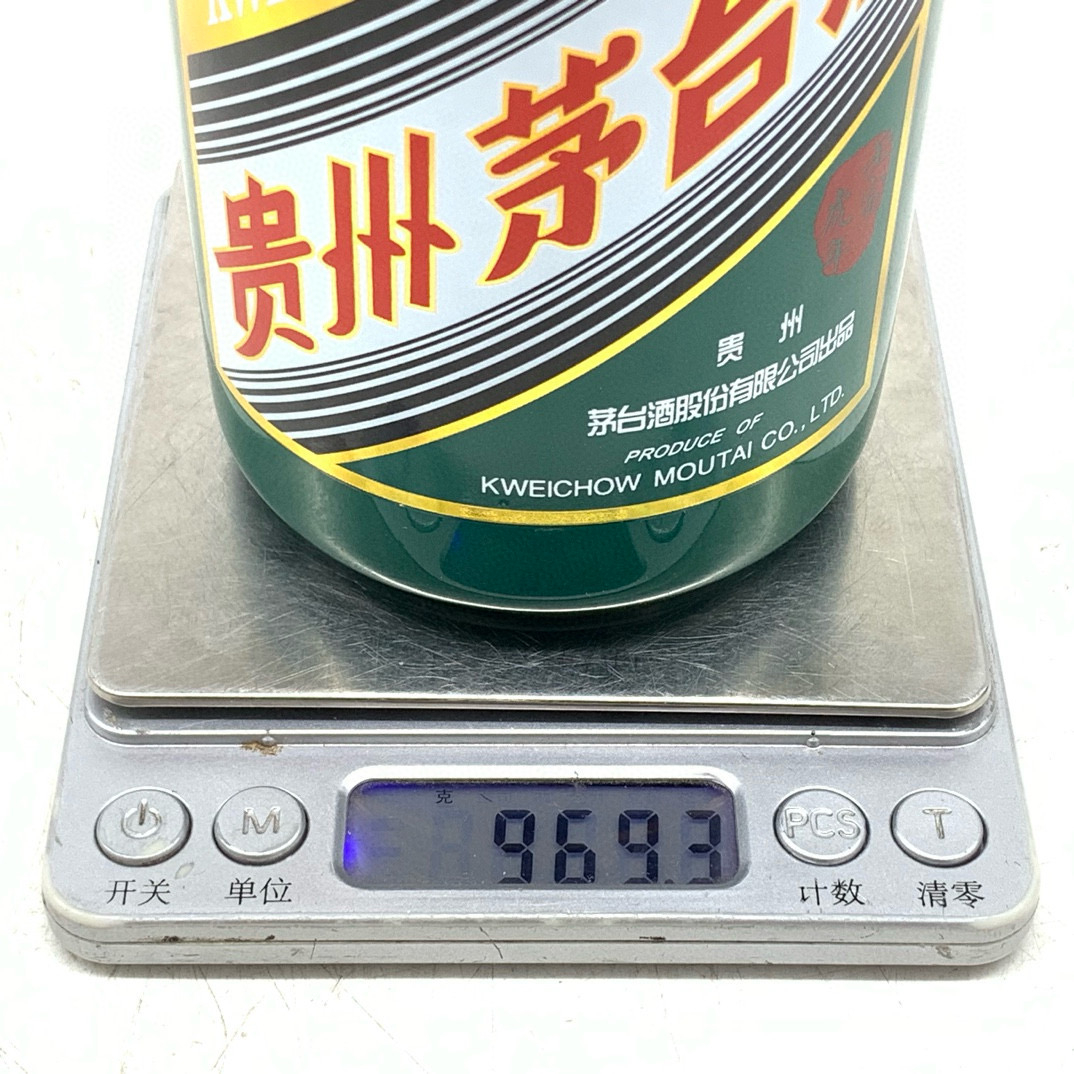 贵州茅台
贵州
茅台酒股份有限公司出品
PRODUCE OF
KWEICHOW MOUTAI CO., LTD.
克
969.3
M
PCS
T
开关
单位
计数
清零